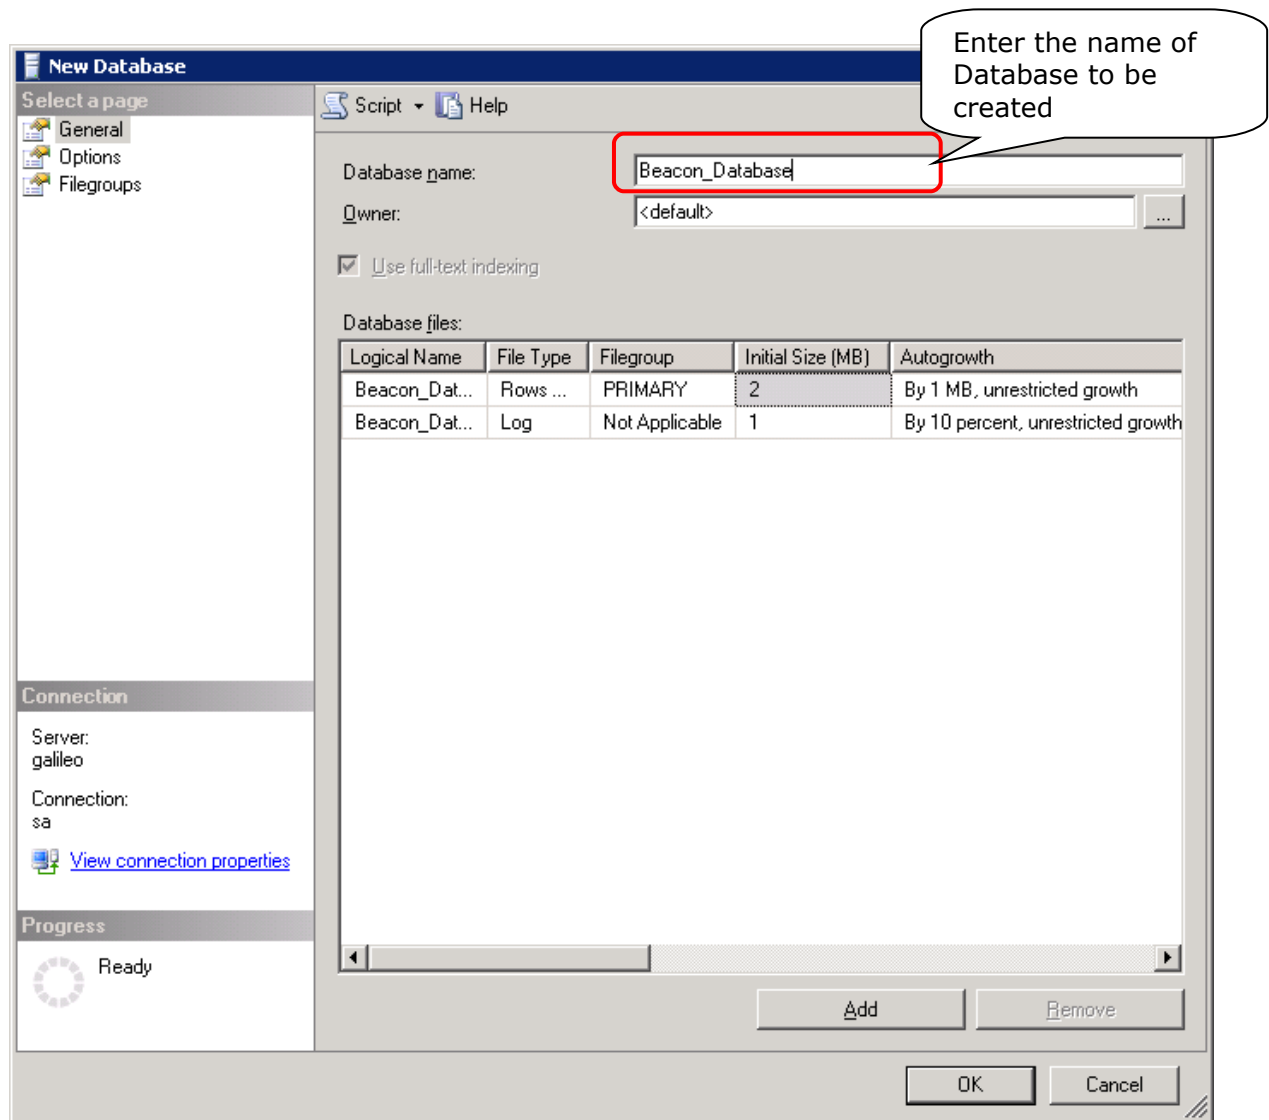 Enter the name of
Database to be
created
New Database
Select a page
General
Options
Filegroups
Script
Help
Database name:
Beacon_Database
Owner:
<default>
...
Use full-text indexing
Database files:
Logical Name File Type Filegroup Initial Size (MB) Autogrowth
Beacon_Dat... Rows ... PRIMARY 2 By 1 MB, unrestricted growth
Beacon_Dat... Log Not Applicable 1 By 10 percent, unrestricted growth
Connection
Server:
galileo
Connection:
sa
View connection properties
Progress
Ready
Add
Remove
OK
Cancel